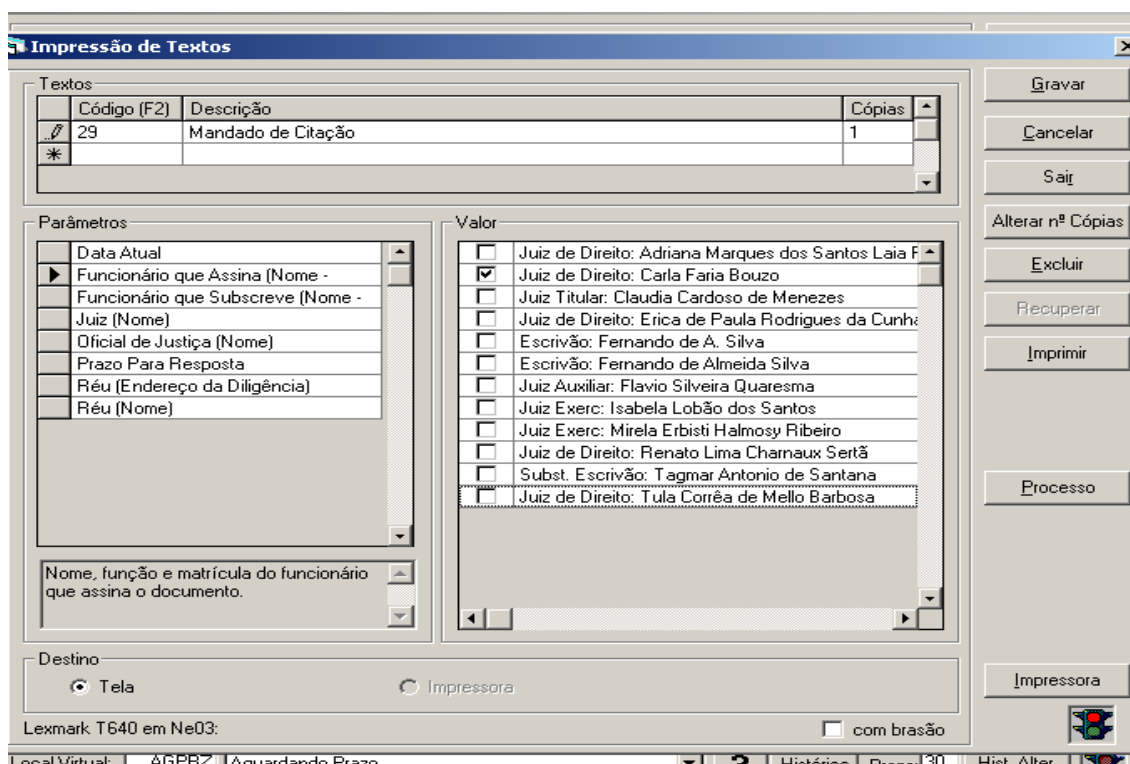 Impressão de Textos
Textos
Código (F2) Descrição Cópias
29 Mandado de Citação 1
Parâmetros
Data Atual
Funcionário que Assina (Nome -
Funcionário que Subscreve (Nome -
Juiz (Nome)
Oficial de Justiça (Nome)
Prazo Para Resposta
Réu (Endereço da Diligência)
Réu (Nome)
Nome, função e matrícula do funcionário
que assina o documento.
Valor
Juiz de Direito: Adriana Marques dos Santos Laia F
Juiz de Direito: Carla Faria Bouzo
Juiz Titular: Claudia Cardoso de Menezes
Juiz de Direito: Erica de Paula Rodrigues da Cunha
Escrivão: Fernando de A. Silva
Escrivão: Fernando de Almeida Silva
Juiz Auxiliar: Flavio Silveira Quaresma
Juiz Exerc: Isabela Lobão dos Santos
Juiz Exerc: Mirela Erbisti Halmosy Ribeiro
Juiz de Direito: Renato Lima Charnaux Sertã
Subst. Escrivão: Tagmar Antonio de Santana
Juiz de Direito: Tula Corrêa de Mello Barbosa
Destino
Tela Impressora
Lexmark T640 em Ne03: com brasão
Gravar
Cancelar
Sair
Alterar nº Cópias
Excluir
Recuperar
Imprimir
Processo
Impressora
Local Virtual: AGPRZ Aguardando Prazo ? Histórico Prazo: 30 Hist. Alter.